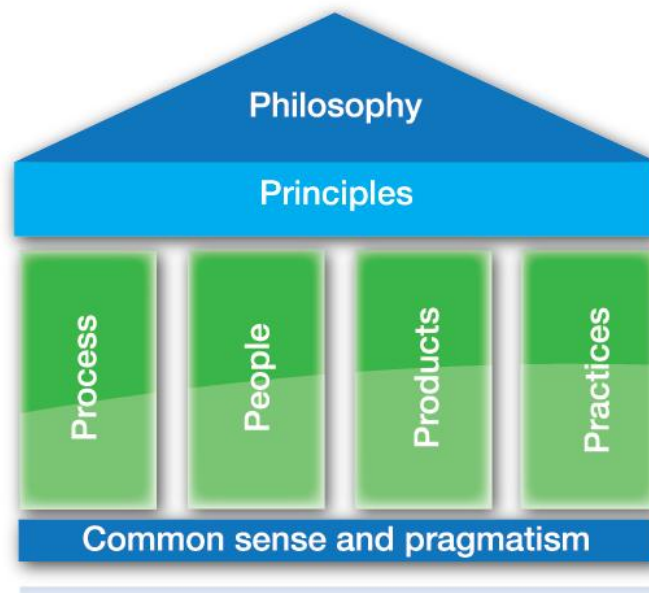 Philosophy
Principles
Process
People
Products
Practices
Common sense and pragmatism